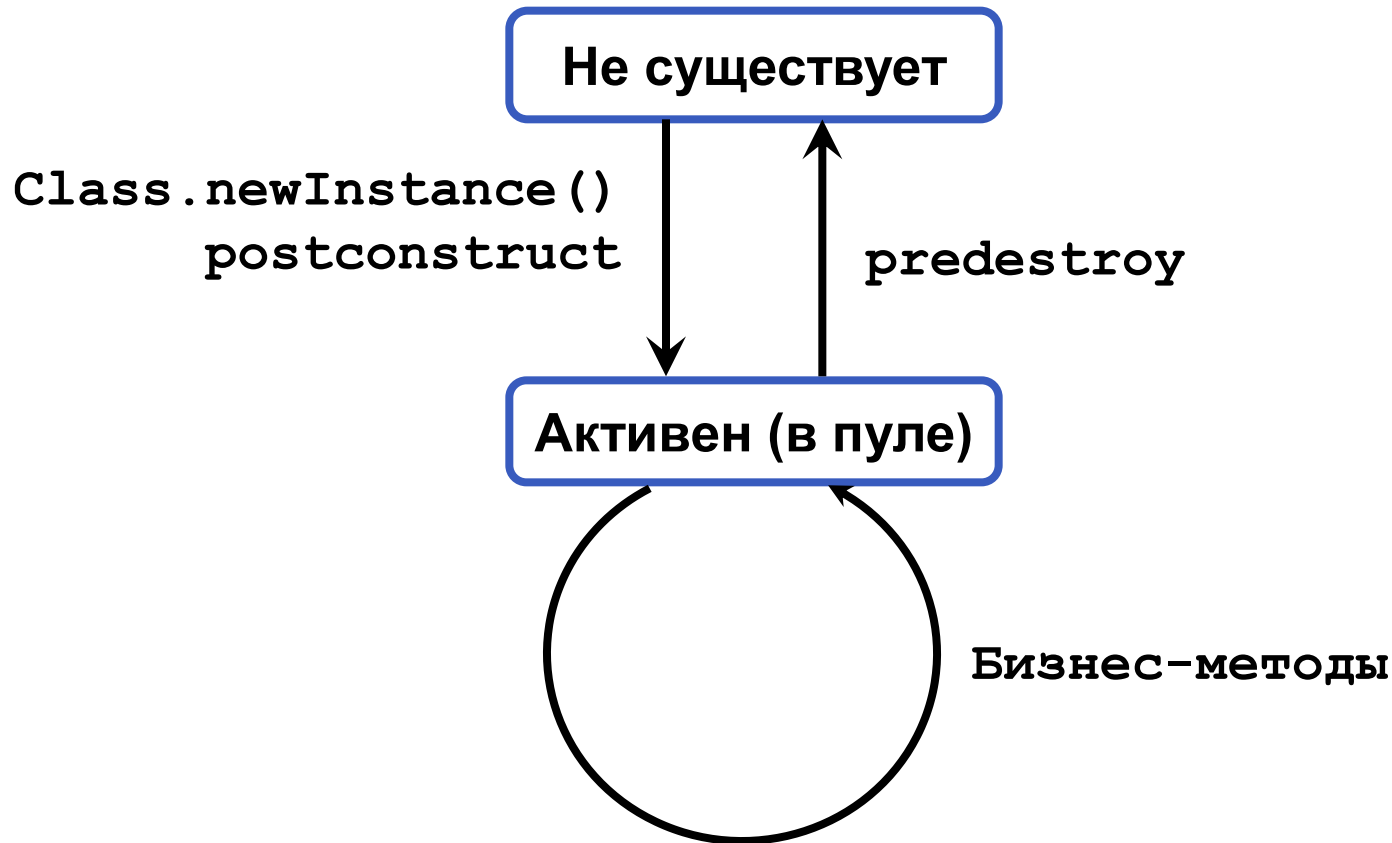 Не существует
Class.newInstance()
postconstruct
predestroy
Активен (в пуле)
Бизнес-методы